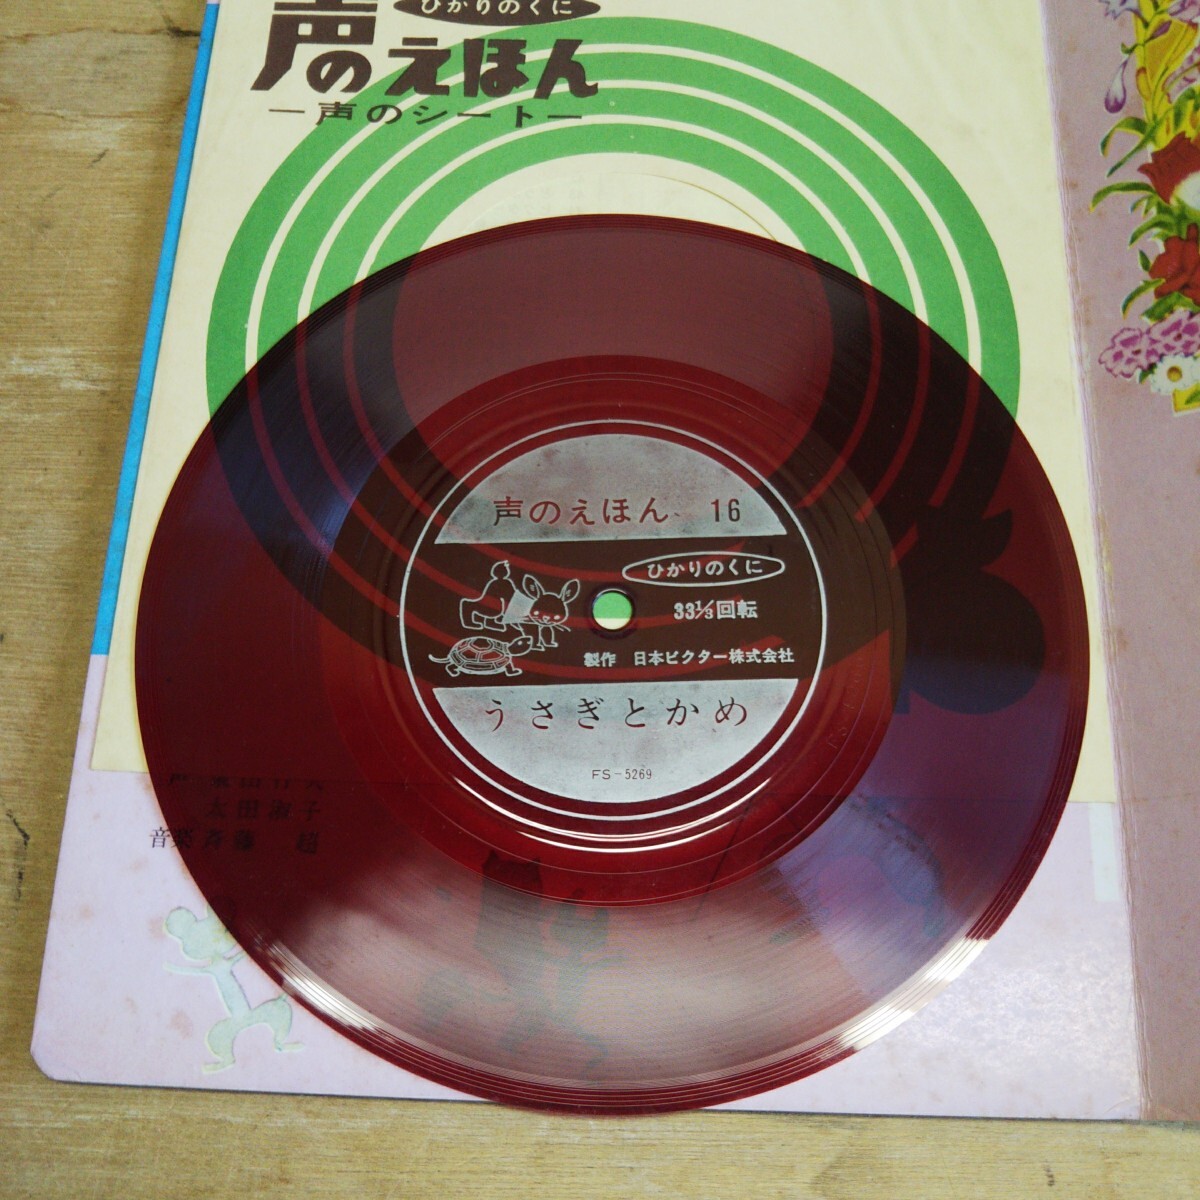 ひかりのくに
声のえほん
ー声のシートー
声のえほん 16
ひかりのくに
33⅓回転
製作 日本ビクター株式会社
うさぎとかめ
FS-5269
太田淑子
音楽 斉藤 超